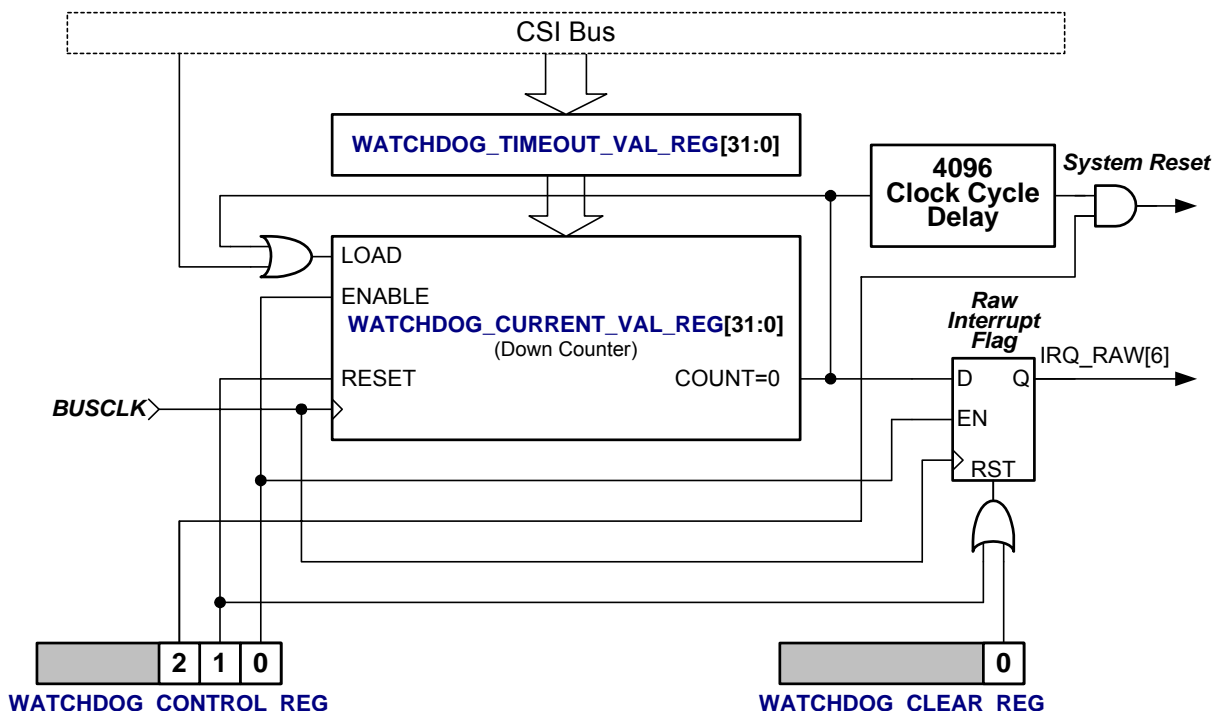 CSI Bus
WATCHDOG_TIMEOUT_VAL_REG[31:0]
4096
Clock Cycle
Delay
System Reset
LOAD
ENABLE
WATCHDOG_CURRENT_VAL_REG[31:0]
(Down Counter)
RESET
COUNT=0
BUSCLK
Raw
Interrupt
Flag
IRQ_RAW[6]
D
Q
EN
RST
2
1
0
WATCHDOG_CONTROL_REG
0
WATCHDOG_CLEAR_REG